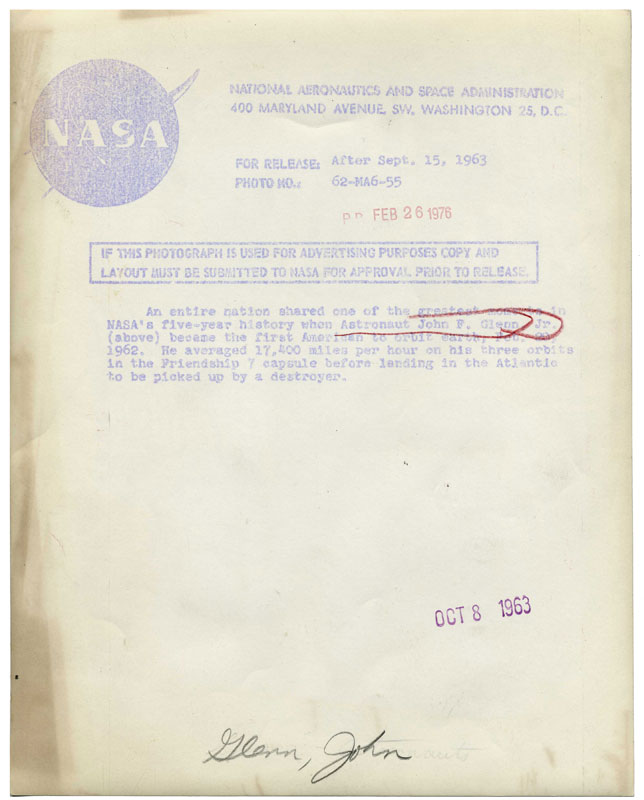 NASA
NATIONAL AERONAUTICS AND SPACE ADMINISTRATION
400 MARYLAND AVENUE, SW, WASHINGTON 25, D.C.
FOR RELEASE: After Sept. 15, 1963
PHOTO NO.: 62-MA6-55
FEB 26 1976
IF THIS PHOTOGRAPH IS USED FOR ADVERTISING PURPOSES COPY AND
LAYOUT MUST BE SUBMITTED TO NASA FOR APPROVAL PRIOR TO RELEASE.
An entire nation shared one of the greatest moments in
NASA's five-year history when Astronaut John F. Glenn, Jr.
(above) became the first American to orbit earth, Feb. 20
1962. He averaged 17,400 miles per hour on his three orbits
in the Friendship 7 capsule before landing in the Atlantic
to be picked up by a destroyer.
OCT 8 1963
Glenn, John